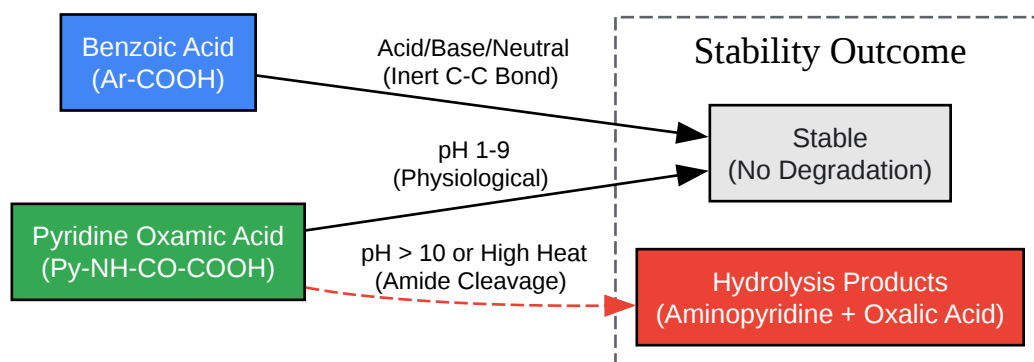 Benzoic Acid
(Ar-COOH)
Acid/Base/Neutral
(Inert C-C Bond)
Stability Outcome
Stable
(No Degradation)
pH 1-9
(Physiological)
Pyridine Oxamic Acid
(Py-NH-CO-COOH)
pH > 10 or High Heat
(Amide Cleavage)
Hydrolysis Products
(Aminopyridine + Oxalic Acid)